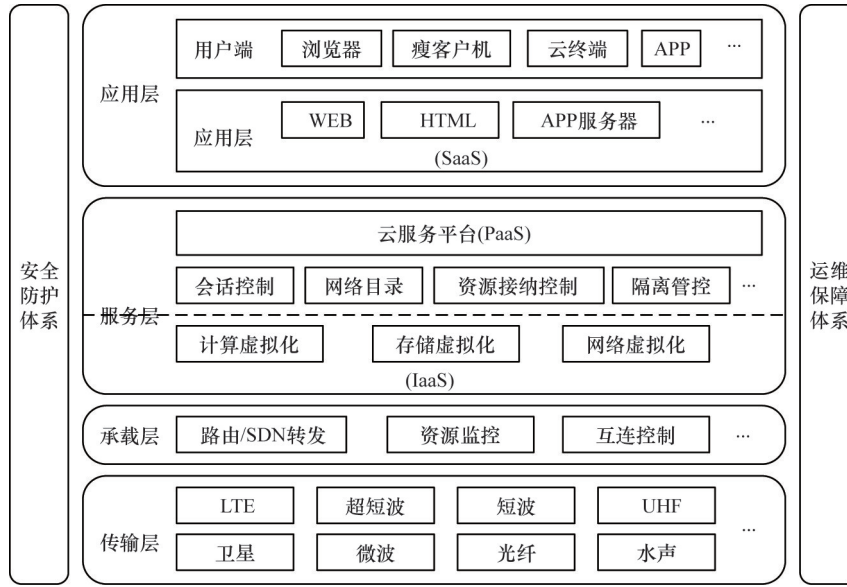 应用层
用户端 浏览器 瘦客户机 云终端 APP ...
应用层 WEB HTML APP服务器 ...
(SaaS)
安全
防护
体系
服务层
云服务平台(PaaS)
会话控制 网络目录 资源接纳控制 隔离管控 ...
计算虚拟化 存储虚拟化 网络虚拟化
(IaaS)
运维
保障
体系
承载层 路由/SDN转发 资源监控 互连控制 ...
传输层
LTE 超短波 短波 UHF ...
卫星 微波 光纤 水声